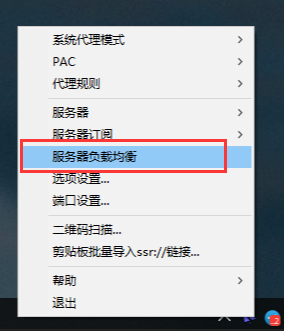 系统代理模式
PAC
代理规则
服务器
服务器订阅
服务器负载均衡
选项设置...
端口设置...
二维码扫描...
剪贴板批量导入ssr://链接...
帮助
退出